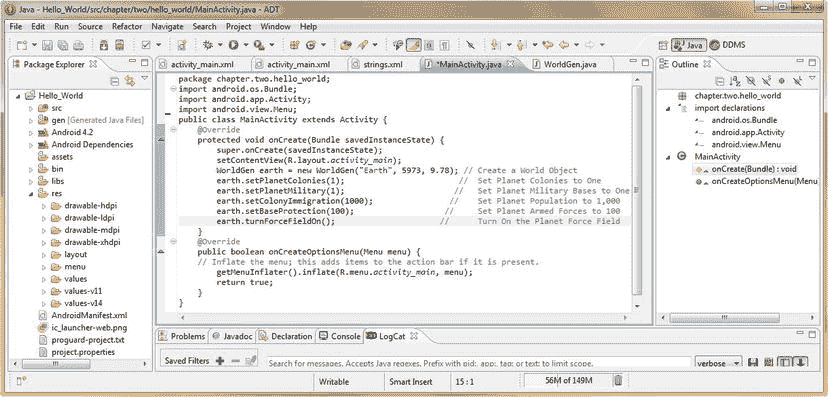 Java - Hello_World/src/chapter/two/hello_world/MainActivity.java - ADT
File Edit Run Source Refactor Navigate Search Project Window Help
Java DDMS
Package Explorer
Hello_World
src
gen [Generated Java Files]
Android 4.2
Android Dependencies
assets
bin
libs
res
drawable-hdpi
drawable-ldpi
drawable-mdpi
drawable-xhdpi
layout
menu
values
values-v11
values-v14
AndroidManifest.xml
ic_launcher-web.png
proguard-project.txt
project.properties
activity_main.xml activity_main.xml strings.xml *MainActivity.java WorldGen.java
package chapter.two.hello_world;
import android.os.Bundle;
import android.app.Activity;
import android.view.Menu;
public class MainActivity extends Activity {
@Override
protected void onCreate(Bundle savedInstanceState) {
super.onCreate(savedInstanceState);
setContentView(R.layout.activity_main);
WorldGen earth = new WorldGen("Earth", 5973, 9.78); // Create a World Object
earth.setPlanetColonies(1); // Set Planet Colonies to One
earth.setPlanetMilitary(1); // Set Planet Military Bases to One
earth.setColonyImmigration(1000); // Set Planet Population to 1,000
earth.setBaseProtection(100); // Set Planet Armed Forces to 100
earth.turnForceFieldOn(); // Turn On the Planet Force Field
}
@Override
public boolean onCreateOptionsMenu(Menu menu) {
// Inflate the menu; this adds items to the action bar if it is present.
getMenuInflater().inflate(R.menu.activity_main, menu);
return true;
}
}
Outline
chapter.two.hello_world
import declarations
android.os.Bundle
android.app.Activity
android.view.Menu
MainActivity
onCreate(Bundle) : void
onCreateOptionsMenu(Menu
Problems @ Javadoc Declaration Console LogCat
Saved Filters
Search for messages. Accepts Java regexes. Prefix with pid:, app:, tag: or text: to limit scope.
verbose
Writable Smart Insert 15 : 1 56M of 149M